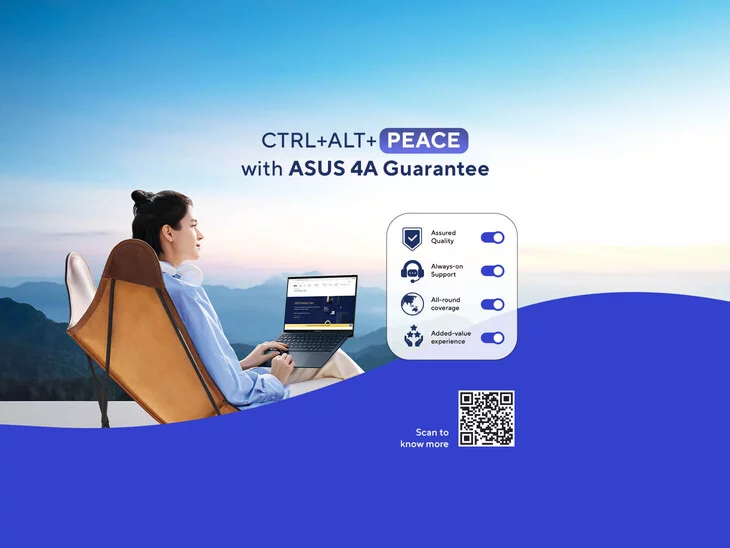 CTRL+ALT+ PEACE
with ASUS 4A Guarantee
Assured
Quality
Always-on
Support
All-round
coverage
Added-value
experience
Scan to
know more